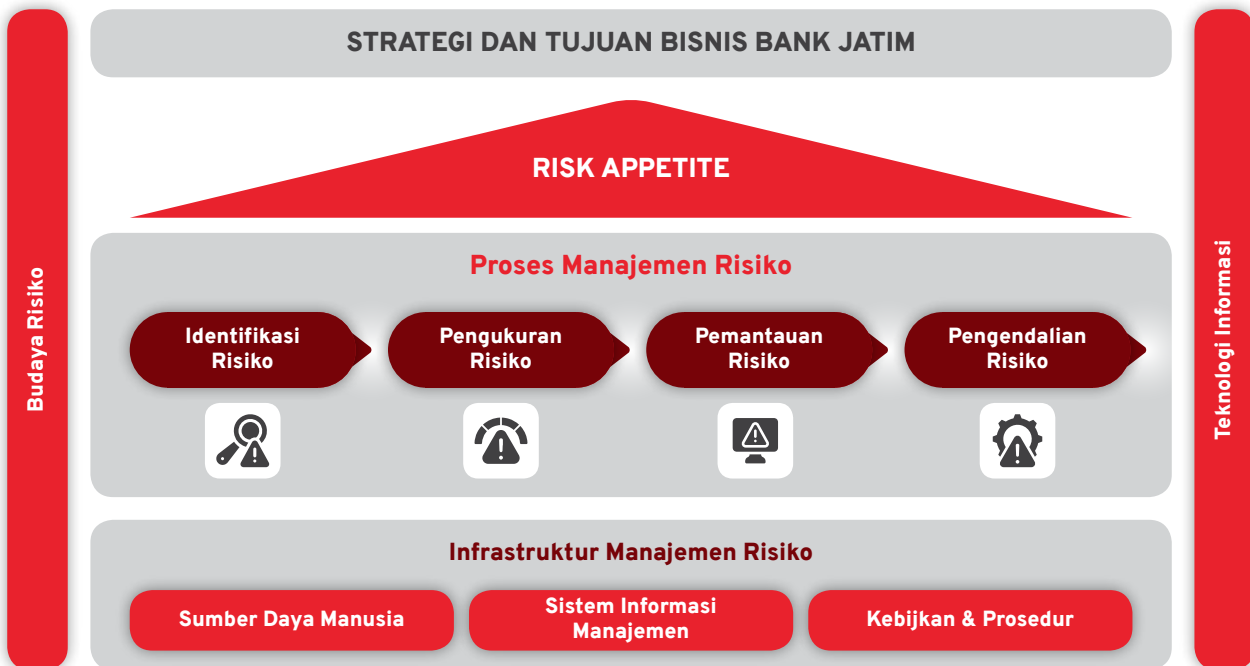 STRATEGI DAN TUJUAN BISNIS BANK JATIM
RISK APPETITE
Budaya Risiko
Teknologi Informasi
Proses Manajemen Risiko
Identifikasi
Risiko
Pengukuran
Risiko
Pemantauan
Risiko
Pengendalian
Risiko
Infrastruktur Manajemen Risiko
Sumber Daya Manusia
Sistem Informasi
Manajemen
Kebijkan & Prosedur